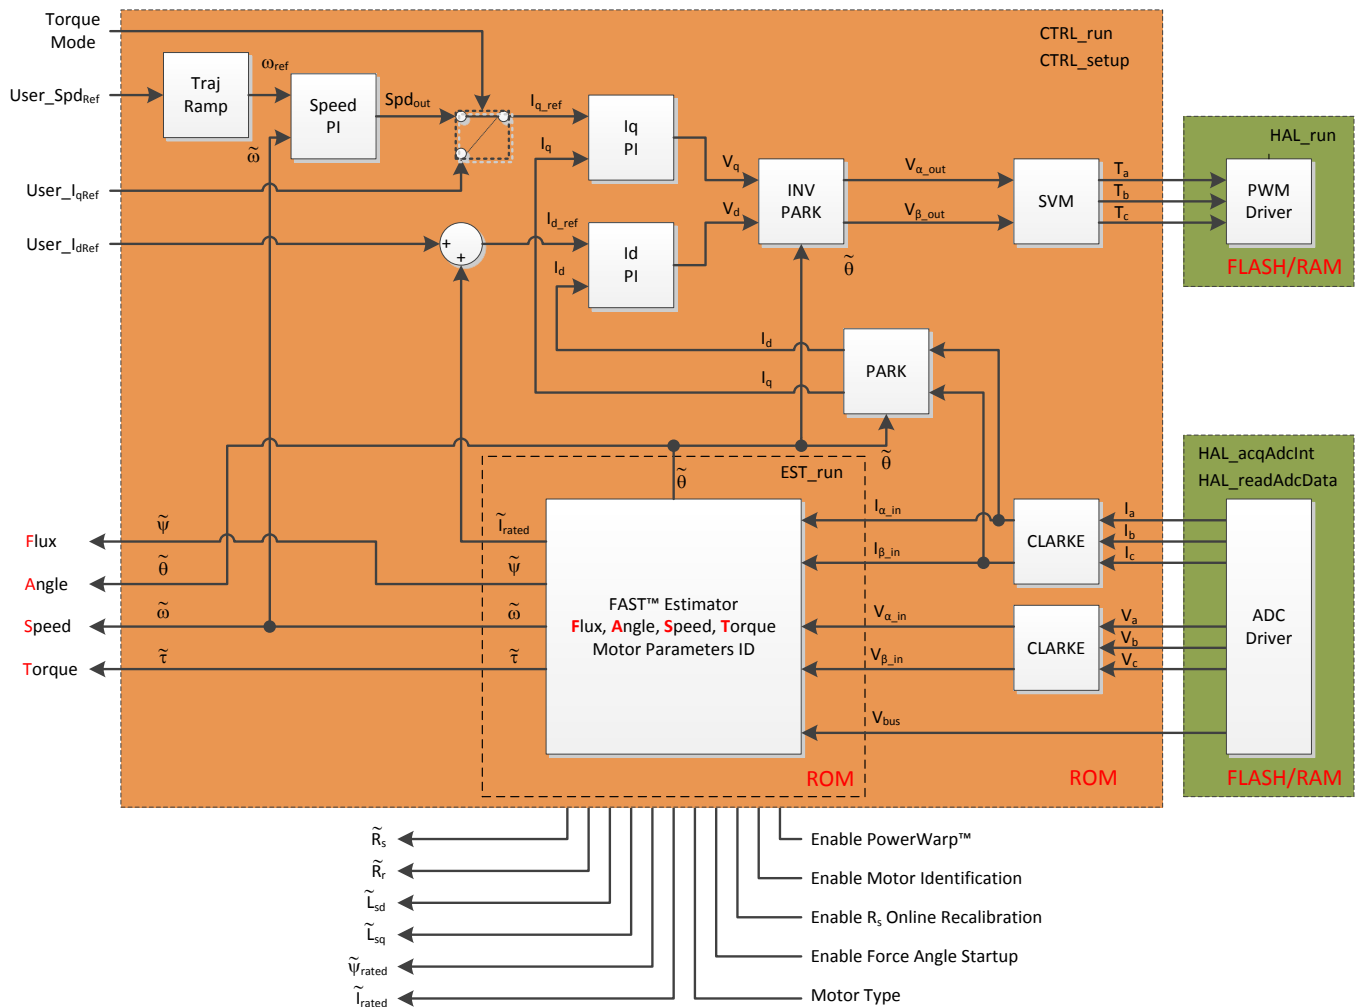 Torque
Mode
CTRL_run
CTRL_setup
User_SpdRef
Traj
Ramp
ωref
Speed
PI
ω̃
Spdout
Iq_ref
Iq
Iq
PI
User_IqRef
User_IdRef
+
+
Id_ref
Id
Id
PI
Vq
Vd
INV
PARK
θ̃
Vα_out
Vβ_out
SVM
Ta
Tb
Tc
HAL_run
PWM
Driver
FLASH/RAM
Id
Iq
PARK
θ̃
θ̃
EST_run
HAL_acqAdcInt
HAL_readAdcData
Flux
Angle
Speed
Torque
ψ̃
θ̃
ω̃
τ̃
Ĩrated
ψ̃
ω̃
τ̃
FAST™ Estimator
Flux, Angle, Speed, Torque
Motor Parameters ID
Iα_in
Iβ_in
Vα_in
Vβ_in
Vbus
CLARKE
CLARKE
Ia
Ib
Ic
Va
Vb
Vc
ADC
Driver
ROM
ROM
FLASH/RAM
R̃s
R̃r
L̃sd
L̃sq
ψ̃rated
Ĩrated
Enable PowerWarp™
Enable Motor Identification
Enable Rs Online Recalibration
Enable Force Angle Startup
Motor Type